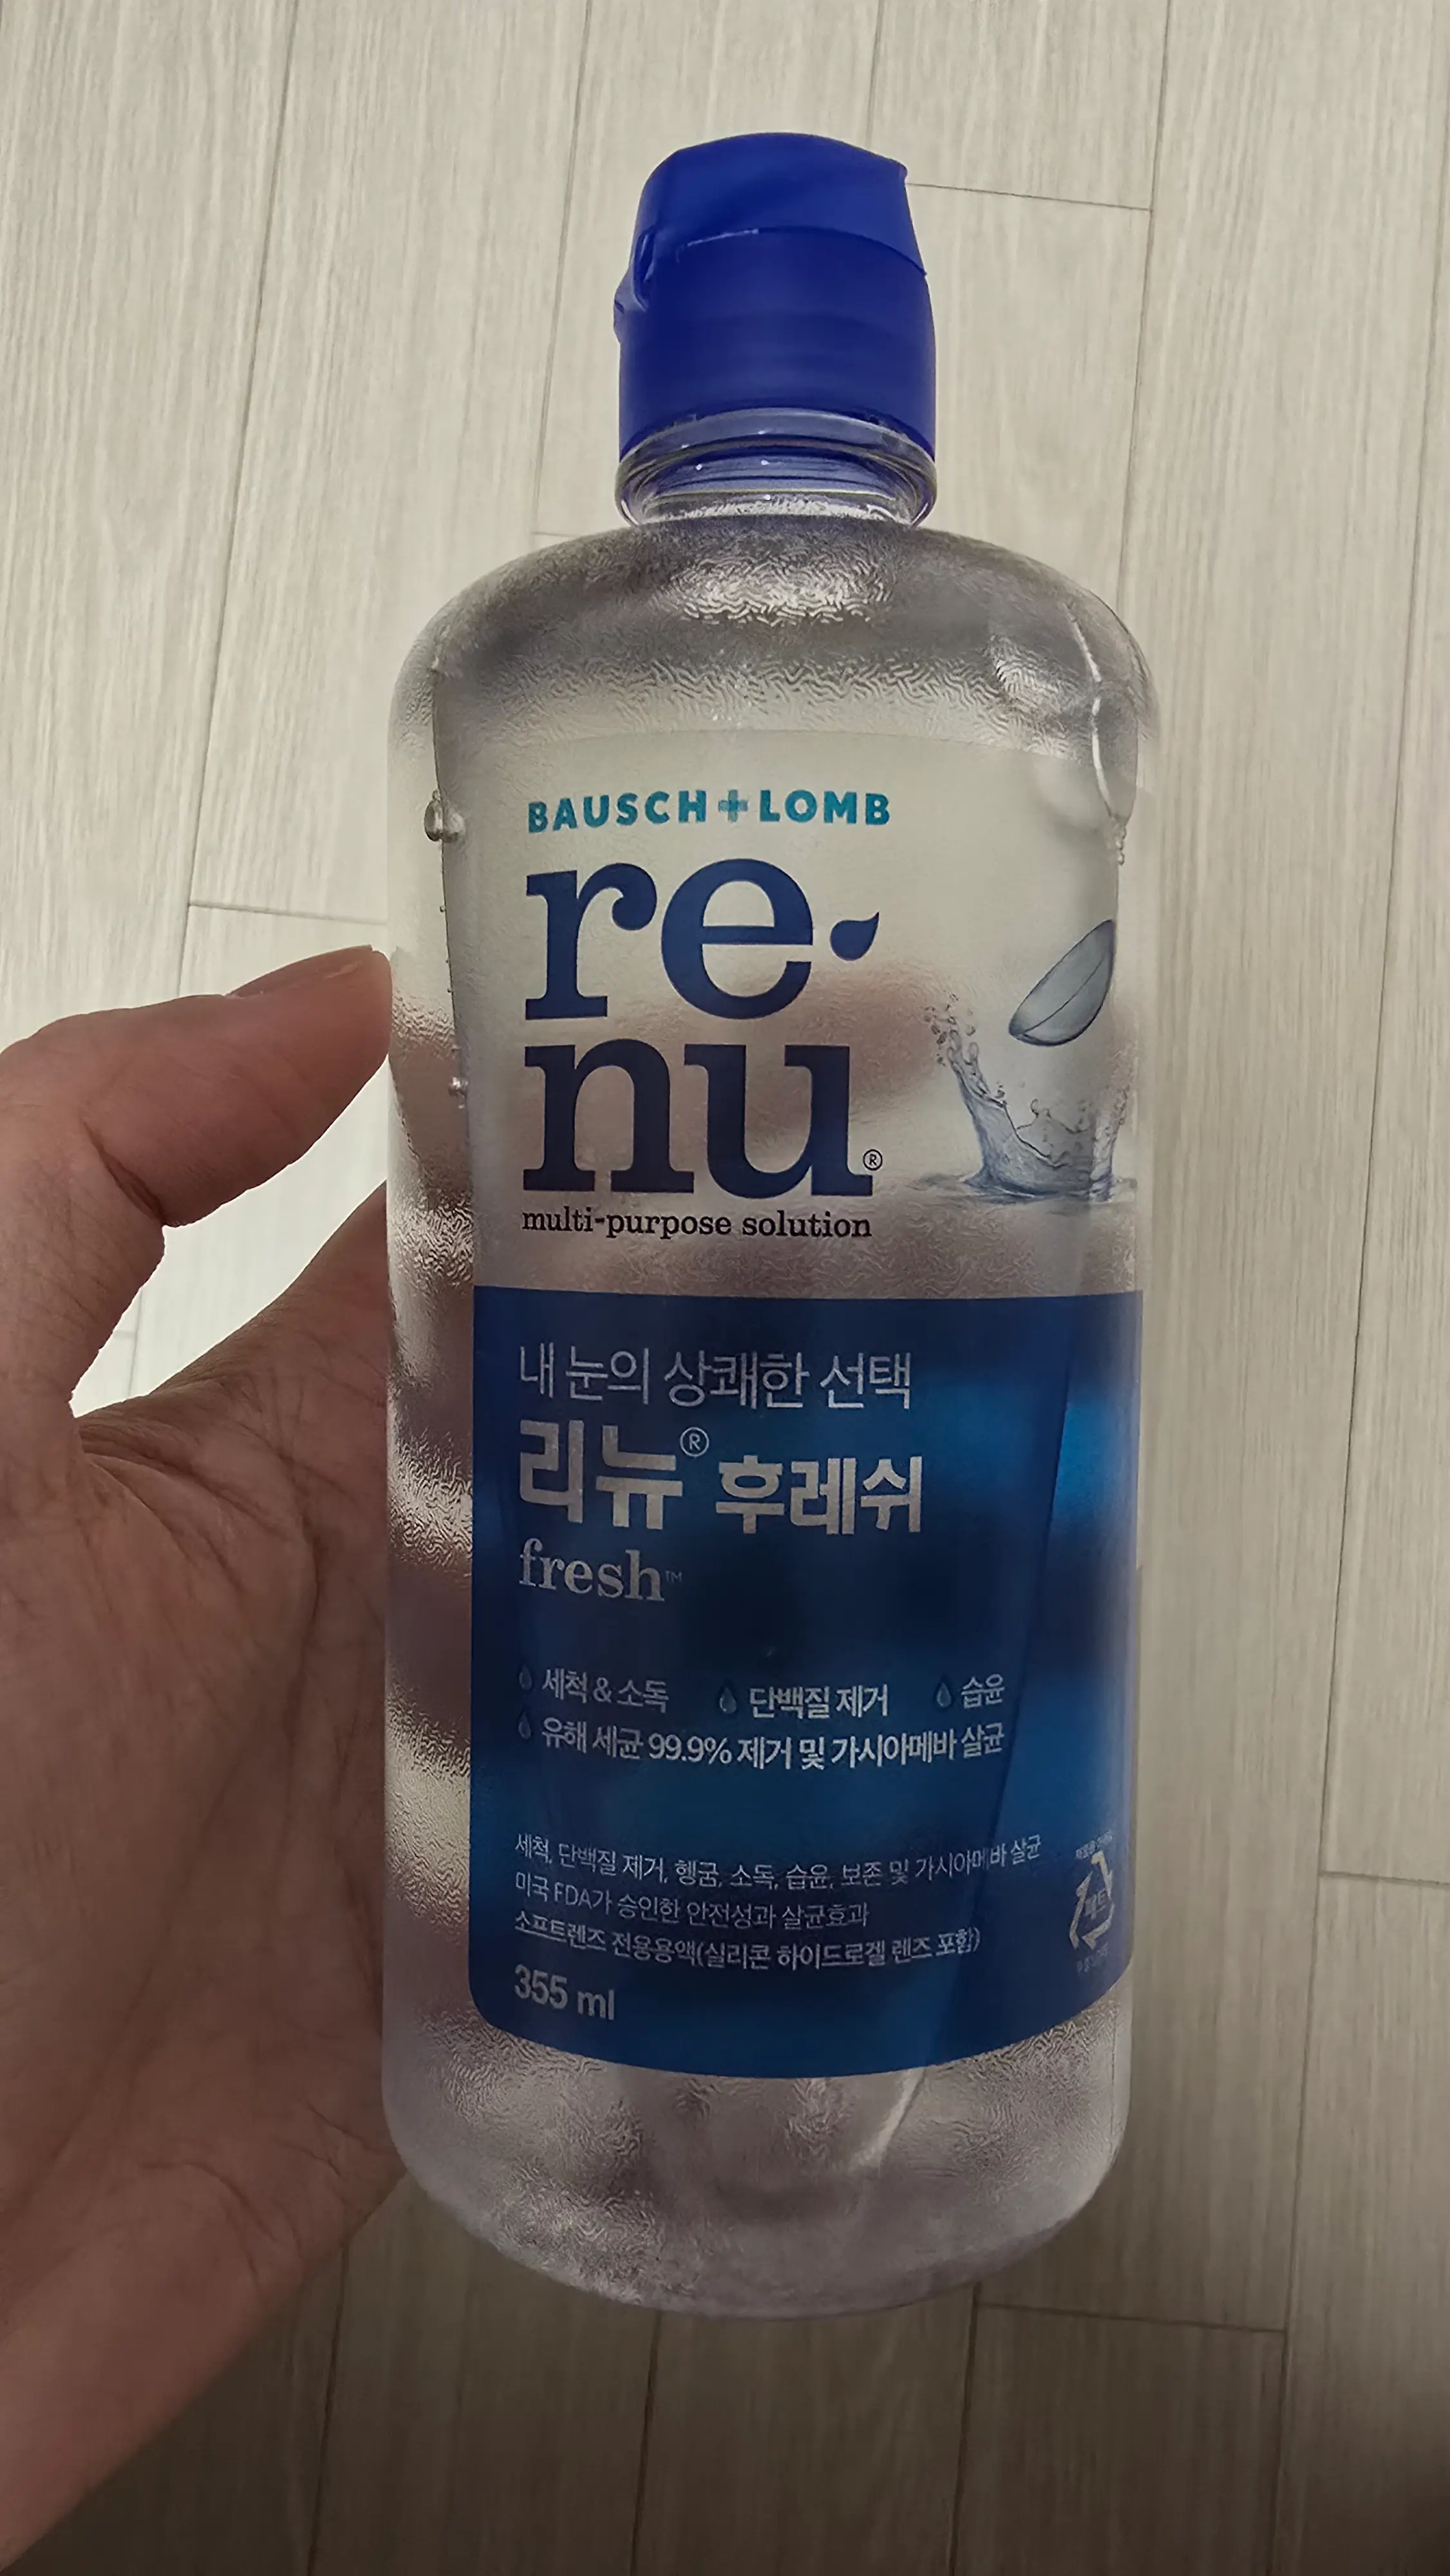 BAUSCH+LOMB
re
nu®
multi-purpose solution
내 눈의 상쾌한 선택
리뉴® 후레쉬
fresh™
세척 & 소독 단백질 제거 습윤
유해 세균 99.9% 제거 및 가시아메바 살균
세척, 단백질 제거, 헹굼, 소독, 습윤, 보존 및 가시아메바 살균
미국 FDA가 승인한 안전성과 살균효과
소프트렌즈 전용용액(실리콘 하이드로겔 렌즈 포함)
페트
355 ml